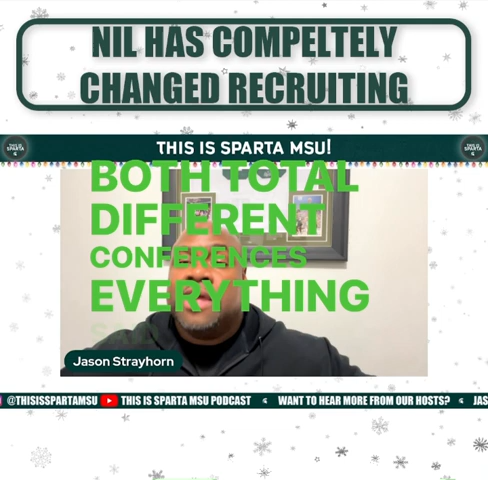 NIL HAS COMPELTELY
CHANGED RECRUITING
THIS IS SPARTA MSU!
BOTH TOTAL
DIFFERENT
CONFERENCES
EVERYTHING
Jason Strayhorn
@THISISSPARTAMSU THIS IS SPARTA MSU PODCAST WANT TO HEAR MORE FROM OUR HOSTS? JAS